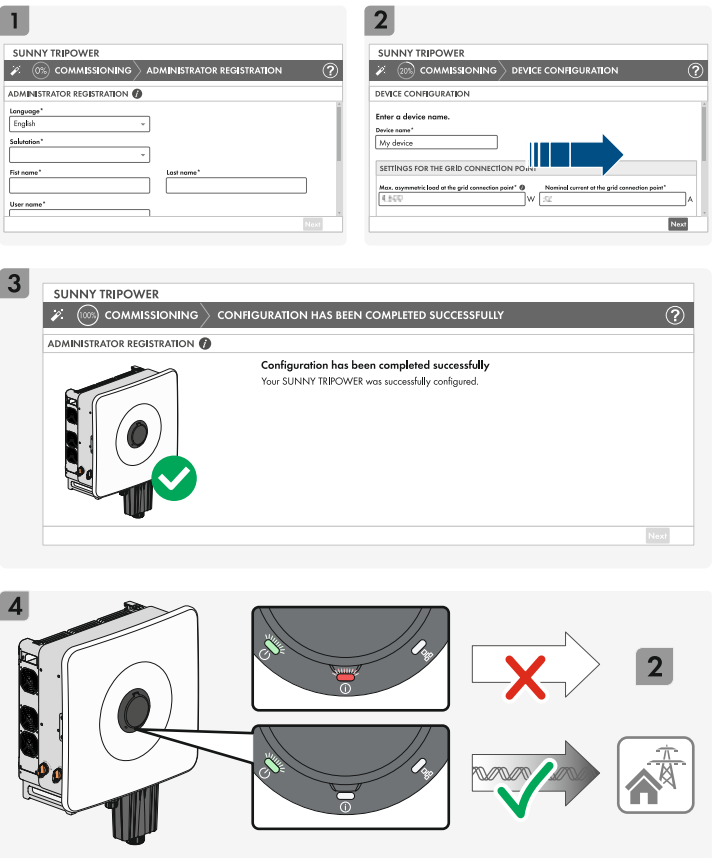 1
SUNNY TRIPOWER
0% COMMISSIONING ADMINISTRATOR REGISTRATION ?
ADMINISTRATOR REGISTRATION i
Language*
English
Salutation*
Fist name* Last name*
User name*
Next
2
SUNNY TRIPOWER
20% COMMISSIONING DEVICE CONFIGURATION ?
DEVICE CONFIGURATION
Enter a device name.
Device name*
My device
SETTINGS FOR THE GRID CONNECTION POINT
Max. asymmetric load at the grid connection point* i Nominal current at the grid connection point*
W A
Next
3
SUNNY TRIPOWER
100% COMMISSIONING CONFIGURATION HAS BEEN COMPLETED SUCCESSFULLY ?
ADMINISTRATOR REGISTRATION i
Configuration has been completed successfully
Your SUNNY TRIPOWER was successfully configured.
Next
4
2